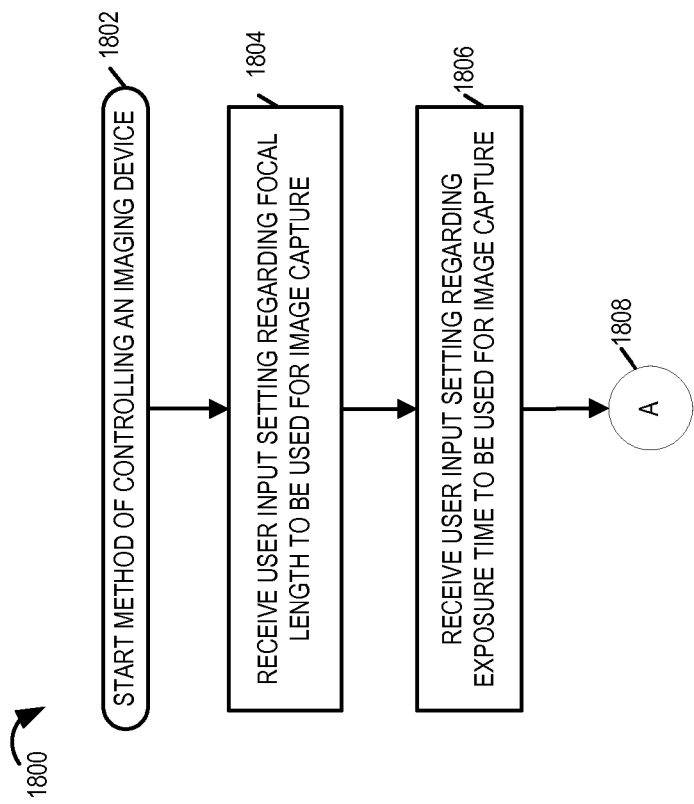 1800
START METHOD OF CONTROLLING AN IMAGING DEVICE
1802
RECEIVE USER INPUT SETTING REGARDING FOCAL
LENGTH TO BE USED FOR IMAGE CAPTURE
1804
RECEIVE USER INPUT SETTING REGARDING
EXPOSURE TIME TO BE USED FOR IMAGE CAPTURE
1806
A
1808